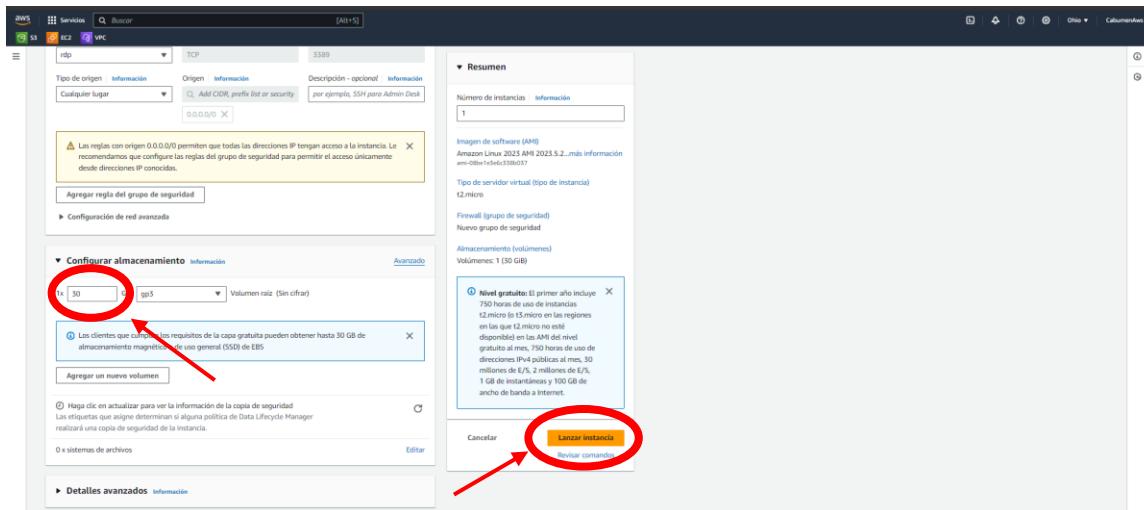 aws
Servicios
Buscar
[Alt+S]
Ohio
CabumenAws
S3
EC2
VPC
rdp
TCP
3389
Tipo de origen Información
Origen Información
Descripción - opcional Información
Cualquier lugar
Add CIDR, prefix list or security
por ejemplo, SSH para Admin Desk
0.0.0.0/0
Las reglas con origen 0.0.0.0/0 permiten que todas las direcciones IP tengan acceso a la instancia. Le
recomendamos que configure las reglas del grupo de seguridad para permitir el acceso únicamente
desde direcciones IP conocidas.
Agregar regla del grupo de seguridad
Configuración de red avanzada
Configurar almacenamiento Información
Avanzado
1x
30
gp3
Volumen raíz (Sin cifrar)
Los clientes que cumplan los requisitos de la capa gratuita pueden obtener hasta 30 GB de
almacenamiento magnético o de uso general (SSD) de EBS
Agregar un nuevo volumen
Haga clic en actualizar para ver la información de la copia de seguridad
Las etiquetas que asigne determinan si alguna política de Data Lifecycle Manager
realizará una copia de seguridad de la instancia.
0 x sistemas de archivos
Editar
Detalles avanzados Información
Resumen
Número de instancias Información
1
Imagen de software (AMI)
Amazon Linux 2023 AMI 2023.5.2...más información
Tipo de servidor virtual (tipo de instancia)
t2.micro
Firewall (grupo de seguridad)
Nuevo grupo de seguridad
Almacenamiento (volúmenes)
Volúmenes: 1 (30 GiB)
Nivel gratuito: El primer año incluye
750 horas de uso de instancias
t2.micro (o t3.micro en las regiones
en las que t2.micro no esté
disponible) en las AMI del nivel
gratuito al mes, 750 horas de uso de
direcciones IPv4 públicas al mes, 30
millones de E/S, 2 millones de E/S,
1 GB de instantáneas y 100 GB de
ancho de banda a Internet.
Cancelar
Lanzar instancia
Revisar comandos